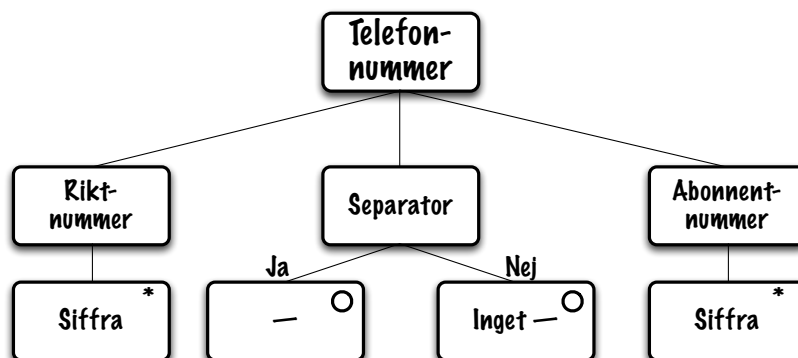 Telefon-
nummer
Rikt-
nummer
Separator
Abonnent-
nummer
Ja
Nej
Siffra *
—
Inget —
Siffra *